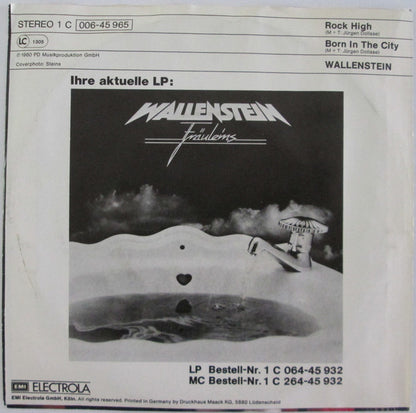 STEREO 1 C 006-45 965
LC 1305
℗ 1980 PD Musikproduktion GmbH
Coverphoto: Steins
Rock High
(M + T: Jürgen Dollase)
Born In The City
(M + T: Jürgen Dollase)
WALLENSTEIN
Ihre aktuelle LP:
WALLENSTEIN
Fräuleins
LP Bestell-Nr. 1 C 064-45 932
MC Bestell-Nr. 1 C 264-45 932
EMI ELECTROLA
EMI Electrola GmbH, Köln. All rights reserved. Printed in Germany by Druckhaus Maack KG, 5880 Lüdenscheid